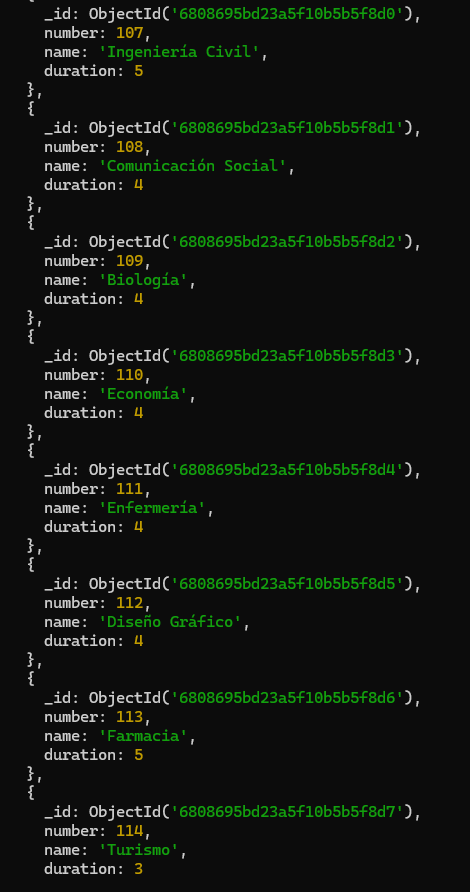 {
_id: ObjectId('6808695bd23a5f10b5b5f8d0'),
number: 107,
name: 'Ingeniería Civil',
duration: 5
},
{
_id: ObjectId('6808695bd23a5f10b5b5f8d1'),
number: 108,
name: 'Comunicación Social',
duration: 4
},
{
_id: ObjectId('6808695bd23a5f10b5b5f8d2'),
number: 109,
name: 'Biología',
duration: 4
},
{
_id: ObjectId('6808695bd23a5f10b5b5f8d3'),
number: 110,
name: 'Economía',
duration: 4
},
{
_id: ObjectId('6808695bd23a5f10b5b5f8d4'),
number: 111,
name: 'Enfermería',
duration: 4
},
{
_id: ObjectId('6808695bd23a5f10b5b5f8d5'),
number: 112,
name: 'Diseño Gráfico',
duration: 4
},
{
_id: ObjectId('6808695bd23a5f10b5b5f8d6'),
number: 113,
name: 'Farmacia',
duration: 5
},
{
_id: ObjectId('6808695bd23a5f10b5b5f8d7'),
number: 114,
name: 'Turismo',
duration: 3